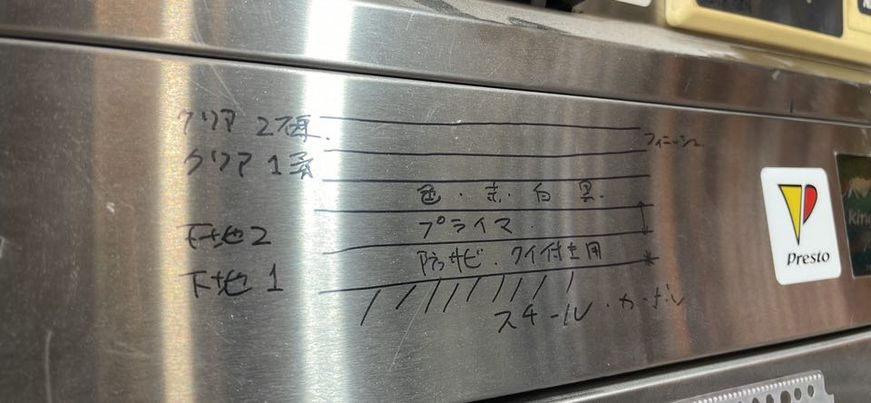 クリア 2層
フィニーシュ
クリア 1層
色・赤・白 黒.
下地2
プライマ.
防サビ・クイ付主用
下地 1
スチール・カーボン
Presto